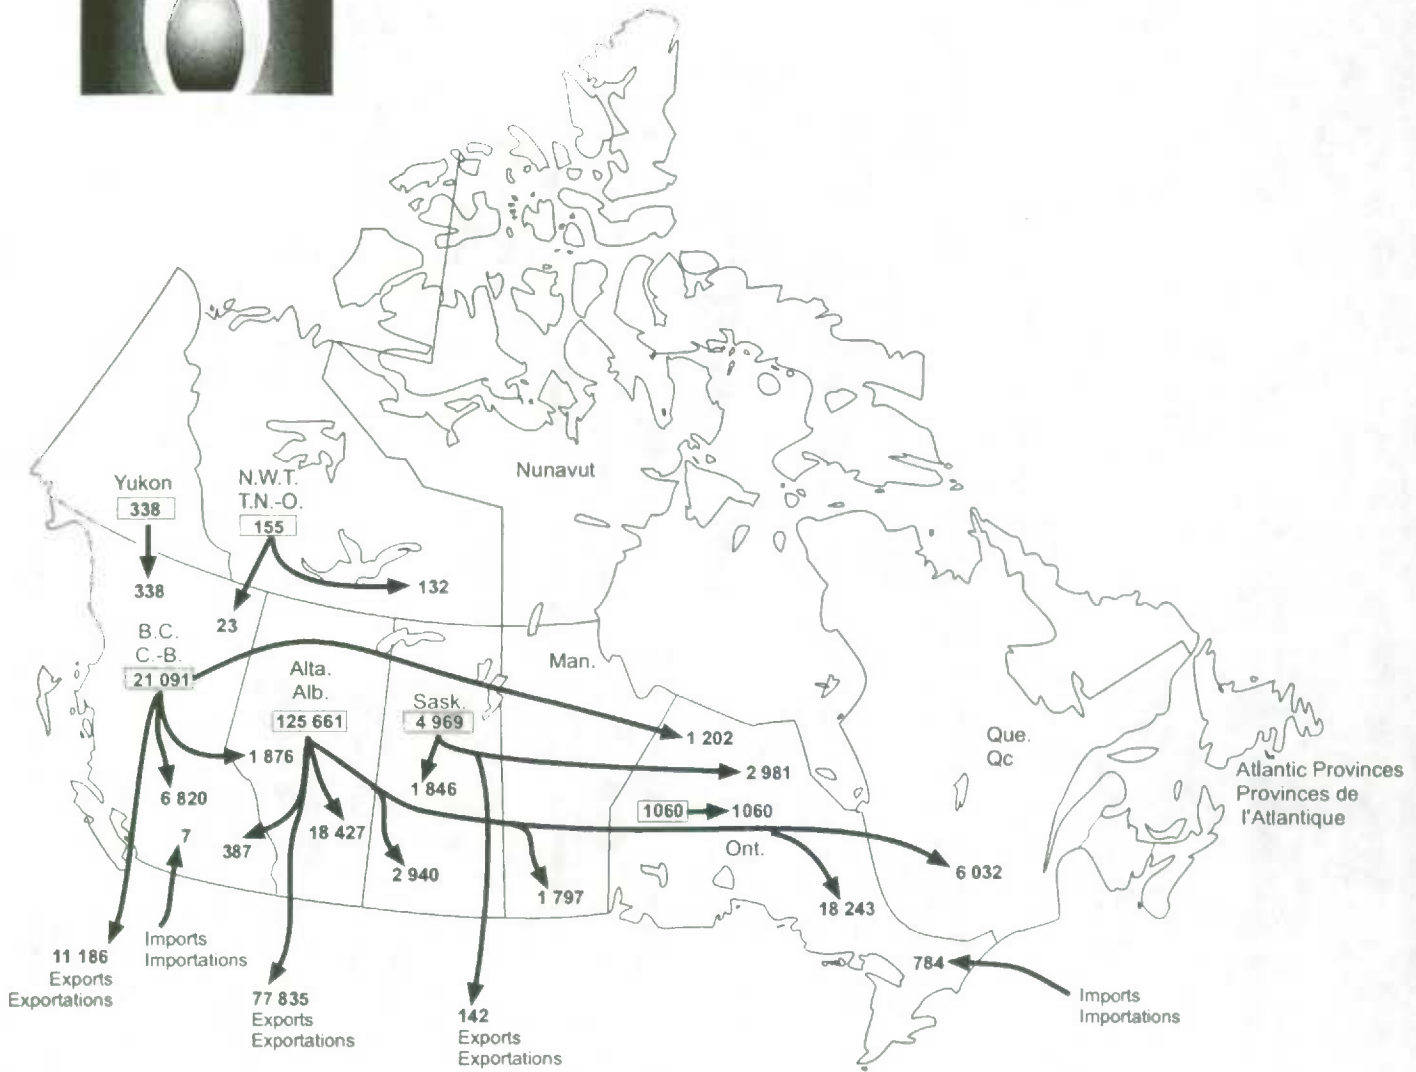 Nunavut
Yukon
338
338
N.W.T.
T.N.-O.
155
132
23
B.C.
C.-B.
21 091
Alta.
Alb.
125 661
Sask.
4 969
Man.
1 202
2 981
1 876
1 846
6 820
1060
1060
7
387
18 427
2 940
1 797
Ont.
18 243
6 032
Que.
Qc
Atlantic Provinces
Provinces de
l'Atlantique
11 186
Exports
Exportations
Imports
Importations
77 835
Exports
Exportations
142
Exports
Exportations
784
Imports
Importations